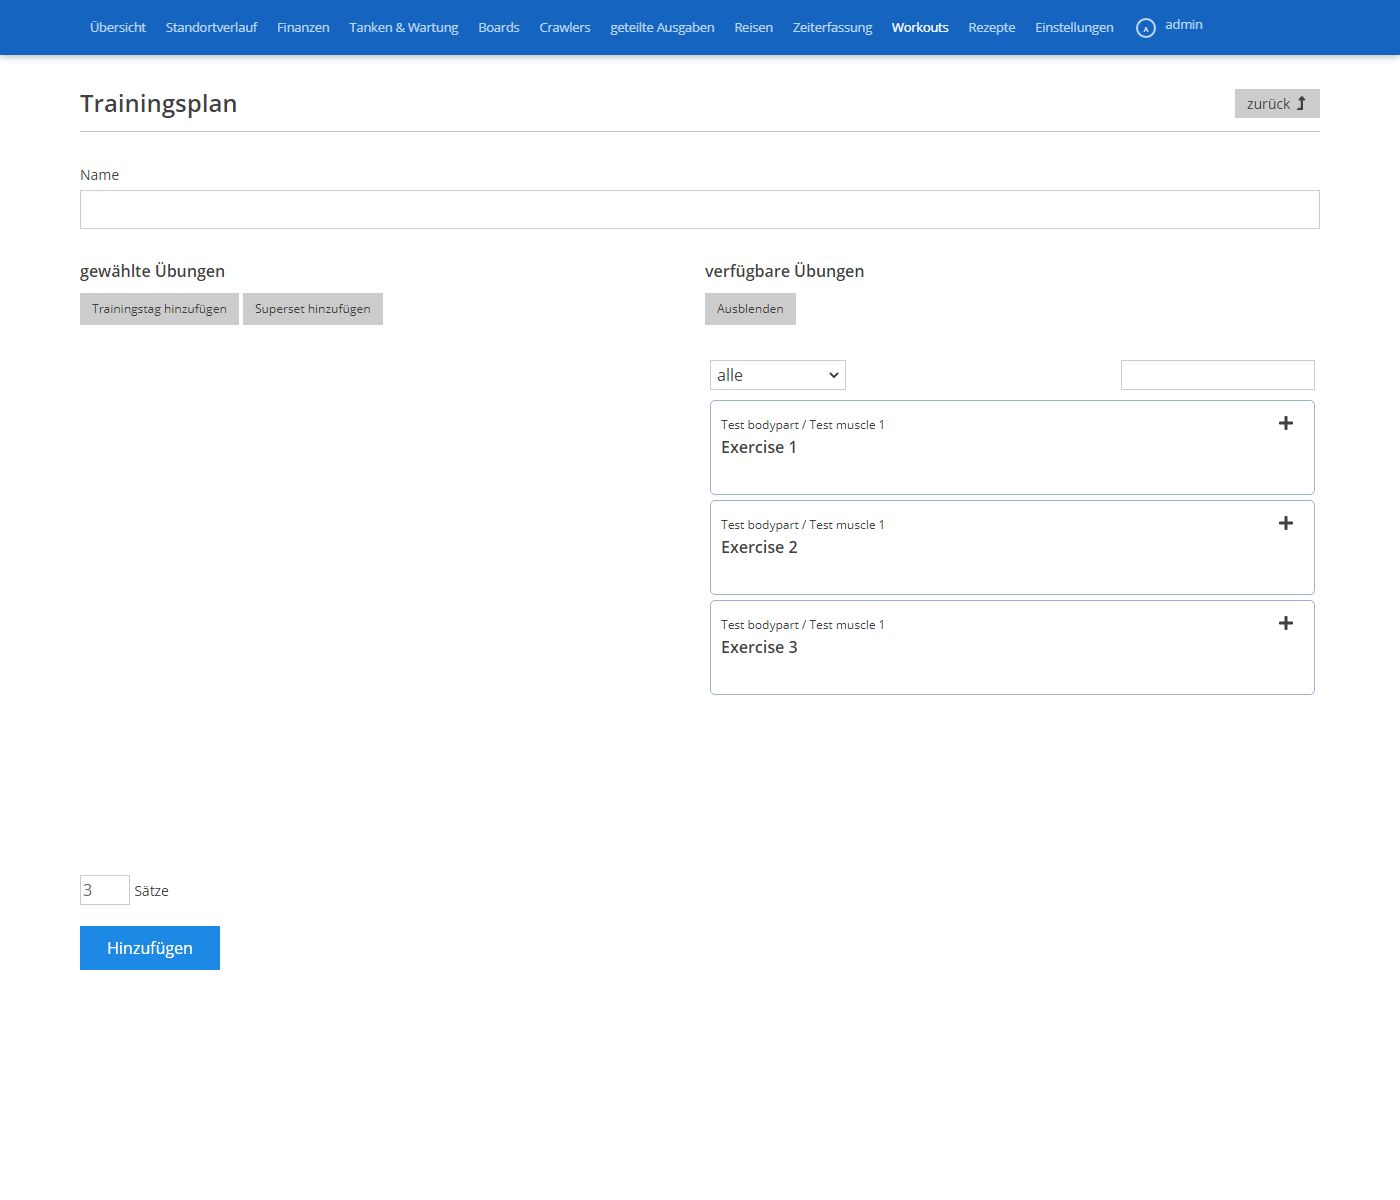 Übersicht Standortverlauf Finanzen Tanken & Wartung Boards Crawlers geteilte Ausgaben Reisen Zeiterfassung Workouts Rezepte Einstellungen A admin
Trainingsplan zurück
Name
gewählte Übungen verfügbare Übungen
Trainingstag hinzufügen Superset hinzufügen Ausblenden
alle
Test bodypart / Test muscle 1
Exercise 1
Test bodypart / Test muscle 1
Exercise 2
Test bodypart / Test muscle 1
Exercise 3
3 Sätze
Hinzufügen